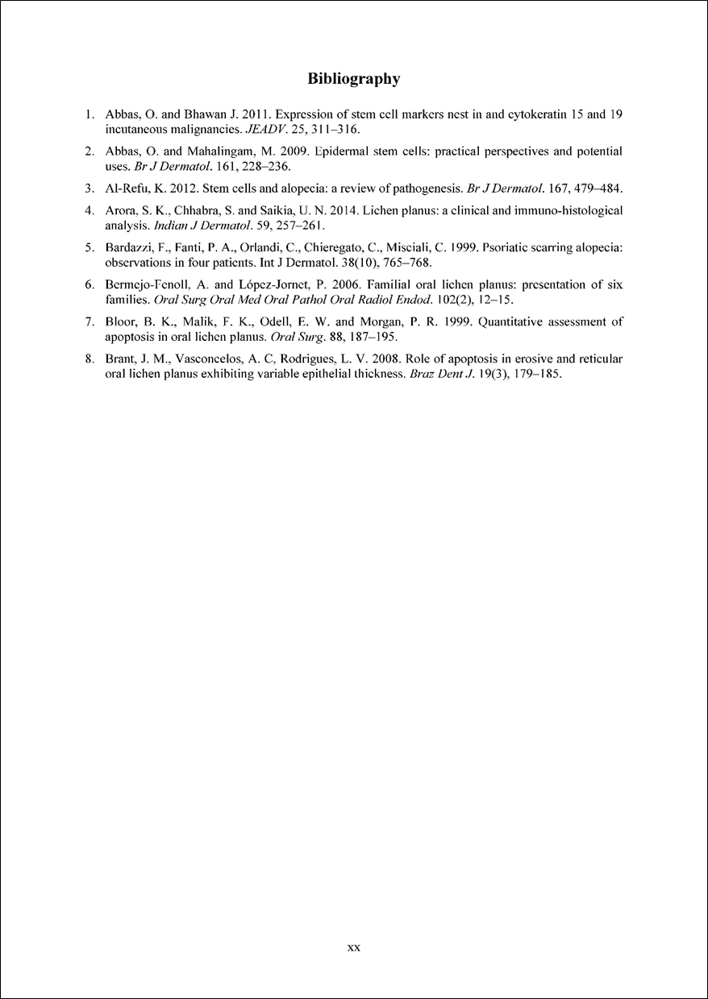 Bibliography
1. Abbas, O. and Bhawan J. 2011. Expression of stem cell markers nest in and cytokeratin 15 and 19
incutaneous malignancies. JEADV. 25, 311–316.
2. Abbas, O. and Mahalingam, M. 2009. Epidermal stem cells: practical perspectives and potential
uses. Br J Dermatol. 161, 228–236.
3. Al-Refu, K. 2012. Stem cells and alopecia: a review of pathogenesis. Br J Dermatol. 167, 479–484.
4. Arora, S. K., Chhabra, S. and Saikia, U. N. 2014. Lichen planus: a clinical and immuno-histological
analysis. Indian J Dermatol. 59, 257–261.
5. Bardazzi, F., Fanti, P. A., Orlandi, C., Chieregato, C., Misciali, C. 1999. Psoriatic scarring alopecia:
observations in four patients. Int J Dermatol. 38(10), 765–768.
6. Bermejo-Fenoll, A. and López-Jornet, P. 2006. Familial oral lichen planus: presentation of six
families. Oral Surg Oral Med Oral Pathol Oral Radiol Endod. 102(2), 12–15.
7. Bloor, B. K., Malik, F. K., Odell, E. W. and Morgan, P. R. 1999. Quantitative assessment of
apoptosis in oral lichen planus. Oral Surg. 88, 187–195.
8. Brant, J. M., Vasconcelos, A. C, Rodrigues, L. V. 2008. Role of apoptosis in erosive and reticular
oral lichen planus exhibiting variable epithelial thickness. Braz Dent J. 19(3), 179–185.
xx